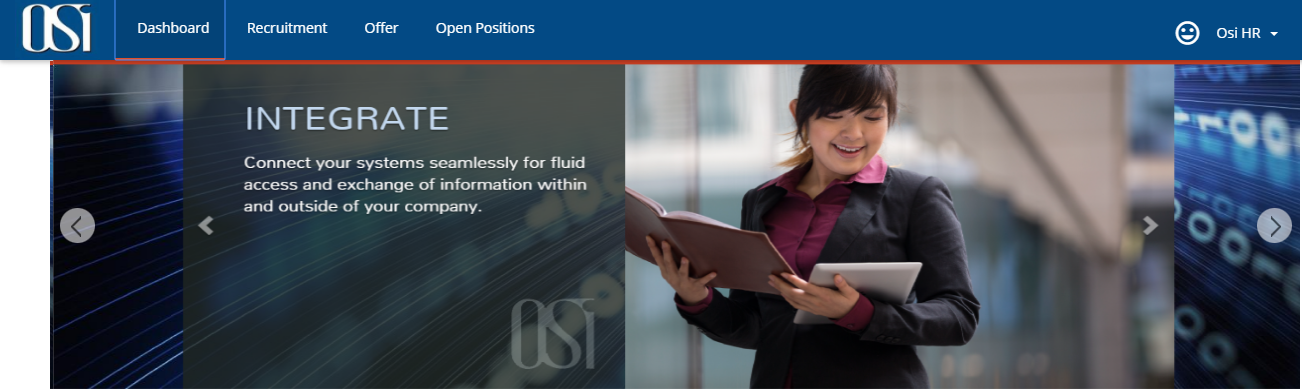 OSi
Dashboard
Recruitment
Offer
Open Positions
Osi HR
INTEGRATE
Connect your systems seamlessly for fluid
access and exchange of information within
and outside of your company.
OSi